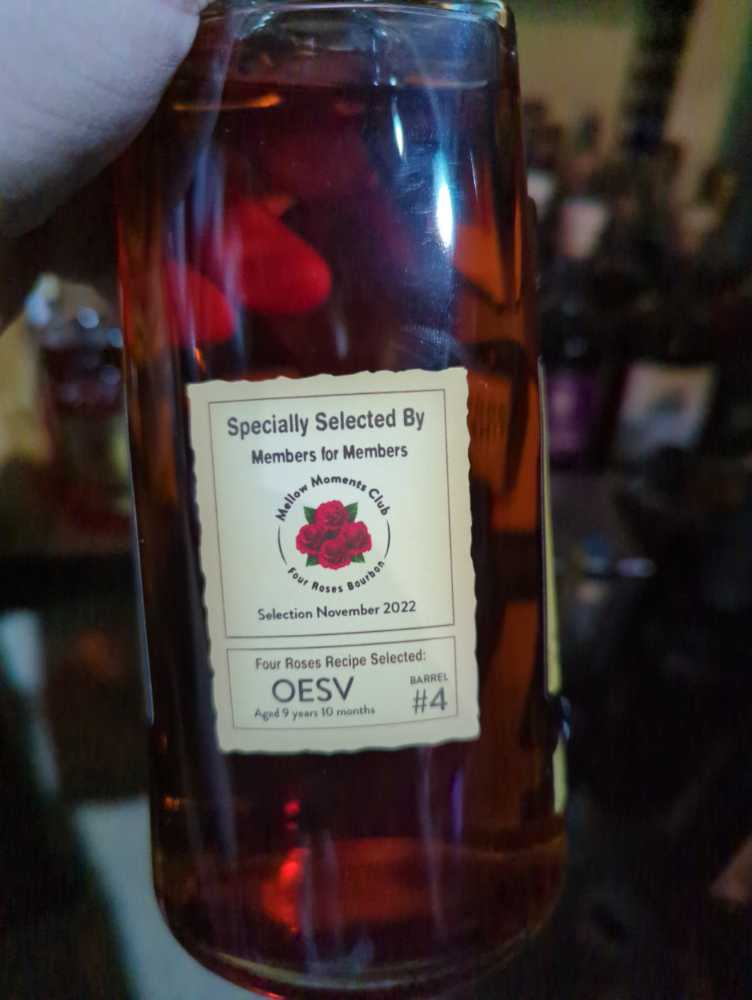 Specially Selected By
Members for Members
Mellow Moments Club
Four Roses Bourbon
Selection November 2022
Four Roses Recipe Selected:
OESV
Aged 9 years 10 months
BARREL
#4